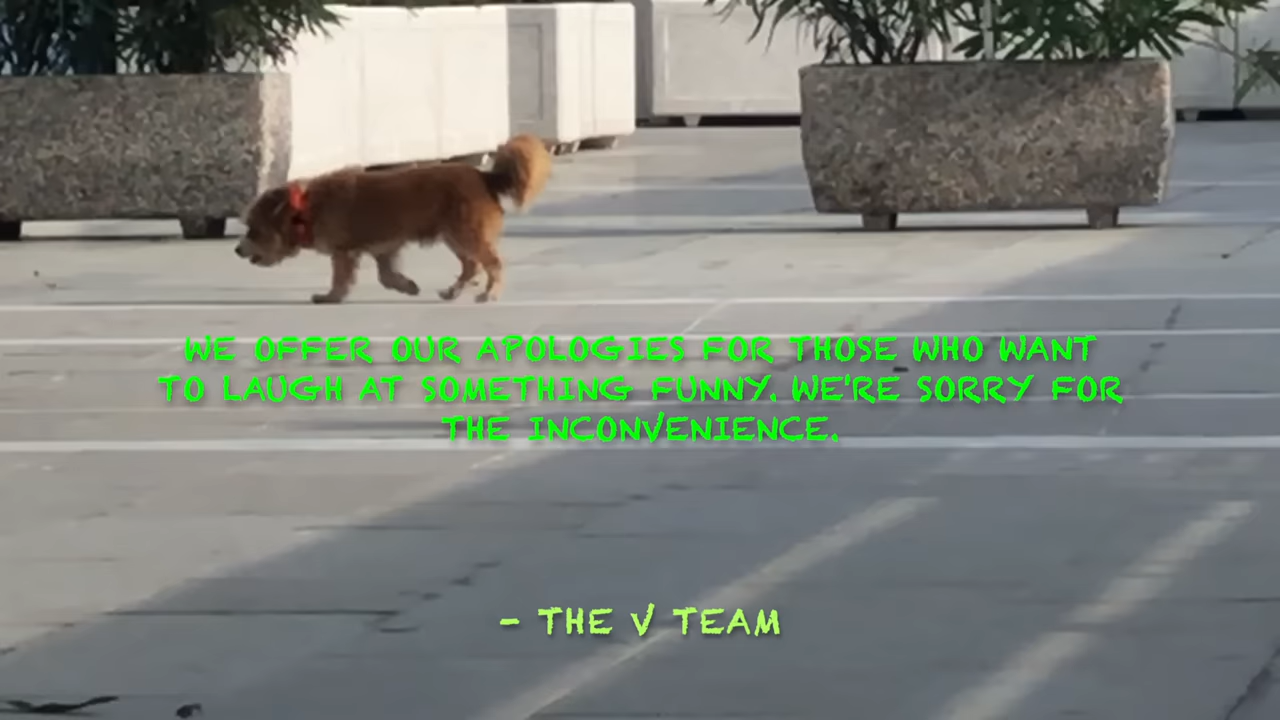 WE OFFER OUR APOLOGIES FOR THOSE WHO WANT
TO LAUGH AT SOMETHING FUNNY. WE'RE SORRY FOR
THE INCONVENIENCE.
- THE V TEAM